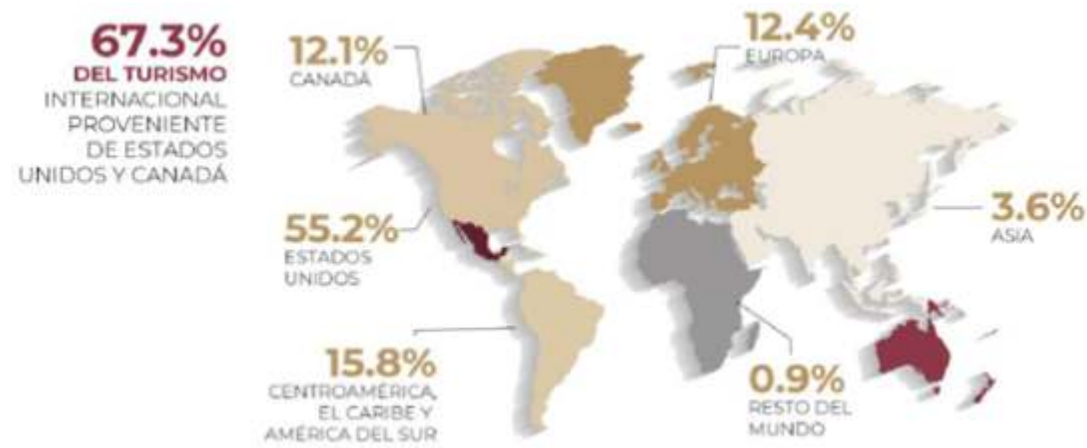 67.3%
DEL TURISMO
INTERNACIONAL
PROVENIENTE
DE ESTADOS
UNIDOS Y CANADÁ
12.1%
CANADÁ
12.4%
EUROPA
55.2%
ESTADOS
UNIDOS
3.6%
ASIA
15.8%
CENTROAMÉRICA,
EL CARIBE Y
AMÉRICA DEL SUR
0.9%
RESTO DEL
MUNDO